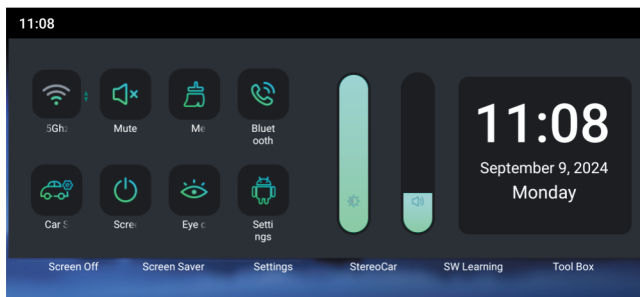 11:08
5Ghz
Mute
Me
Bluet
ooth
11:08
September 9, 2024
Monday
Car S
Scree
Eye c
Setti
ngs
Screen Off
Screen Saver
Settings
StereoCar
SW Learning
Tool Box